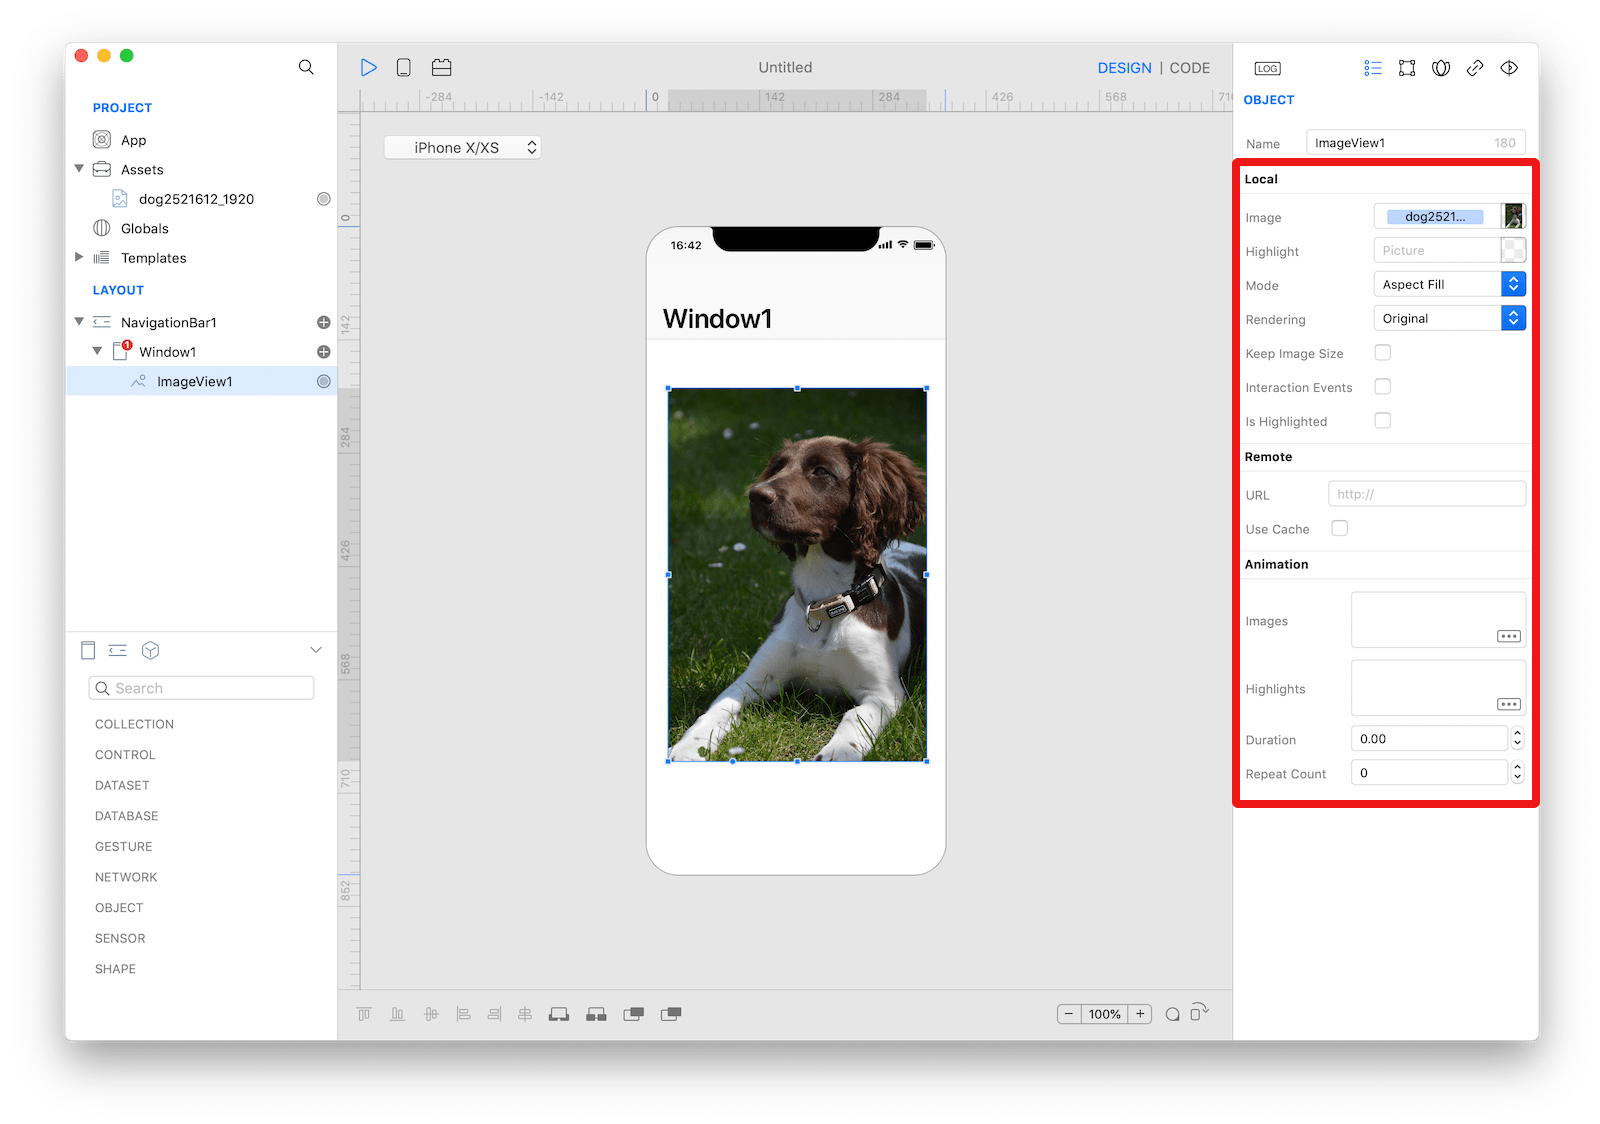 Untitled
DESIGN | CODE
LOG
PROJECT
App
Assets
dog2521612_1920
Globals
Templates
LAYOUT
NavigationBar1
1
Window1
ImageView1
Search
COLLECTION
CONTROL
DATASET
DATABASE
GESTURE
NETWORK
OBJECT
SENSOR
SHAPE
-284 -142 0 142 284 426 568 710
iPhone X/XS
0
142
284
426
568
710
852
16:42
Window1
100%
OBJECT
Name ImageView1 180
Local
Image dog2521...
Highlight Picture
Mode Aspect Fill
Rendering Original
Keep Image Size
Interaction Events
Is Highlighted
Remote
URL http://
Use Cache
Animation
Images
Highlights
Duration 0.00
Repeat Count 0